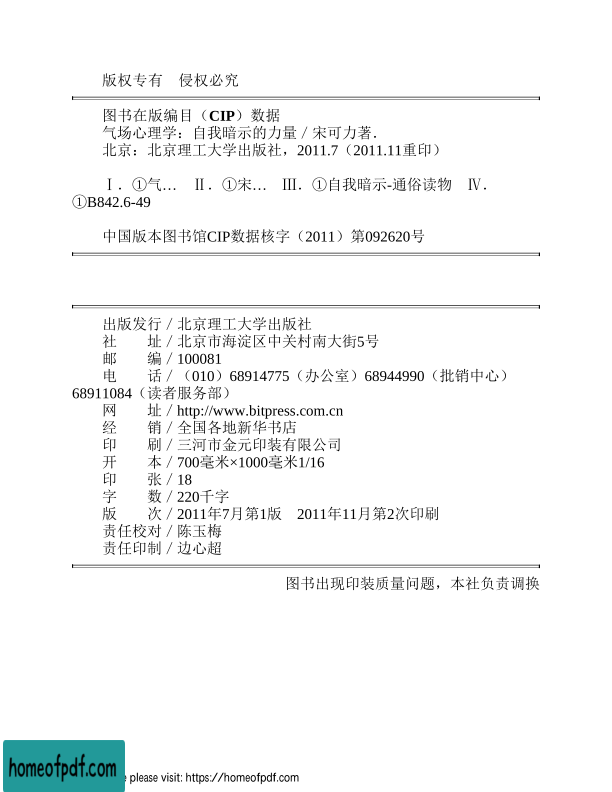 版权专有　侵权必究
图书在版编目（CIP）数据
气场心理学：自我暗示的力量／宋可力著．
北京：北京理工大学出版社，2011.7（2011.11重印）
Ⅰ．①气…　Ⅱ．①宋…　Ⅲ．①自我暗示-通俗读物　Ⅳ．
①B842.6-49
中国版本图书馆CIP数据核字（2011）第092620号
出版发行／北京理工大学出版社
社　　址／北京市海淀区中关村南大街5号
邮　　编／100081
电　　话／（010）68914775（办公室）68944990（批销中心）
68911084（读者服务部）
网　　址／http://www.bitpress.com.cn
经　　销／全国各地新华书店
印　　刷／三河市金元印装有限公司
开　　本／700毫米×1000毫米1/16
印　　张／18
字　　数／220千字
版　　次／2011年7月第1版　2011年11月第2次印刷
责任校对／陈玉梅
责任印制／边心超
图书出现印装质量问题，本社负责调换
homeofpdf.com
please visit: https://homeofpdf.com